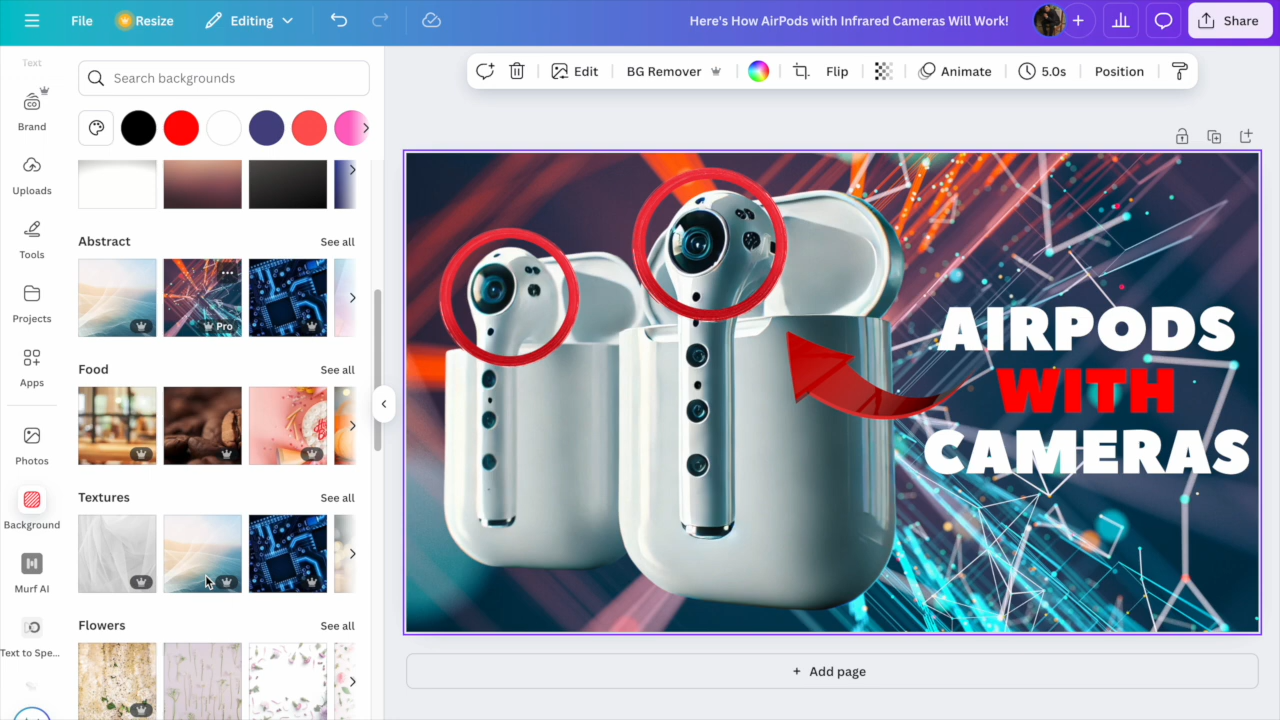 File
Resize
Editing
Here's How AirPods with Infrared Cameras Will Work!
Share
Text
Brand
Uploads
Tools
Projects
Apps
Photos
Background
Murf AI
Text to Spe...
Search backgrounds
Abstract
See all
Pro
Food
See all
Textures
See all
Flowers
See all
Edit
BG Remover
Flip
Animate
5.0s
Position
AIRPODS
WITH
CAMERAS
+ Add page